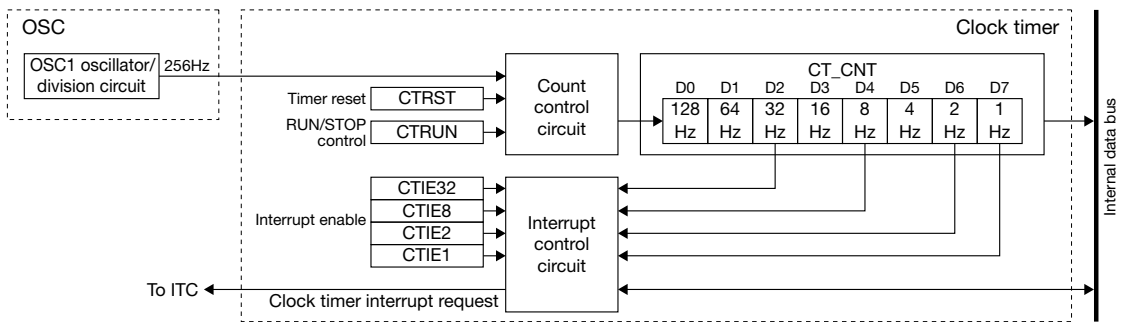 OSC
Clock timer
OSC1 oscillator/
division circuit
256Hz
Timer reset
CTRST
RUN/STOP
control
CTRUN
Count
control
circuit
CT_CNT
D0 D1 D2 D3 D4 D5 D6 D7
128 64 32 16 8 4 2 1
Hz Hz Hz Hz Hz Hz Hz Hz
Internal data bus
Interrupt enable
CTIE32
CTIE8
CTIE2
CTIE1
Interrupt
control
circuit
To ITC
Clock timer interrupt request